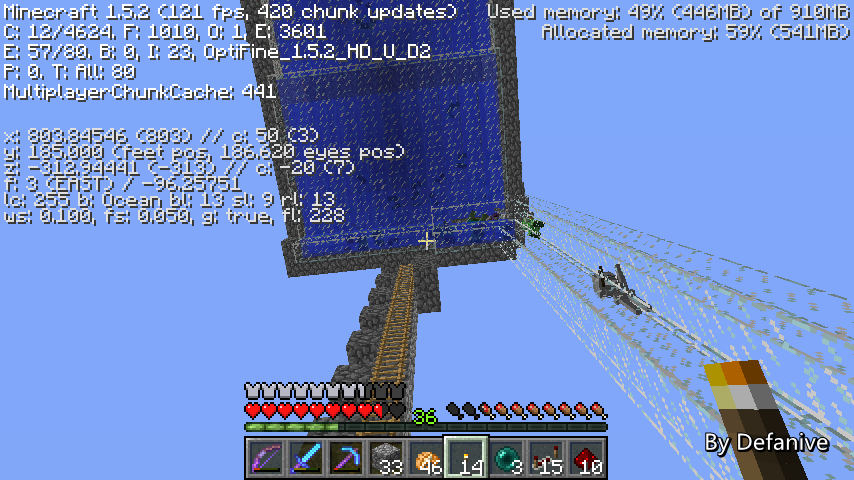 Minecraft 1.5.2 (121 fps, 420 chunk updates)
Used memory: 49% (446MB) of 910MB
C: 12/4624, F: 1010, O: 1, E: 3601
Allocated memory: 59% (541MB)
E: 57/80, B: 0, I: 23, OptiFine_1.5.2_HD_U_D2
P: 0, T: All: 80
MultiplayerChunkCache: 441
x: 803.84546 (803) // c: 50 (3)
y: 185.000 (feet pos, 186.620 eyes pos)
z: -312.94441 (-313) // c: -20 (7)
f: 3 (EAST) / -96.25751
lc: 255 b: Ocean bl: 13 sl: 9 rl: 13
ws: 0.100, fs: 0.050, g: true, fl: 228
36
33 46 14 3 15 10
By Defanive